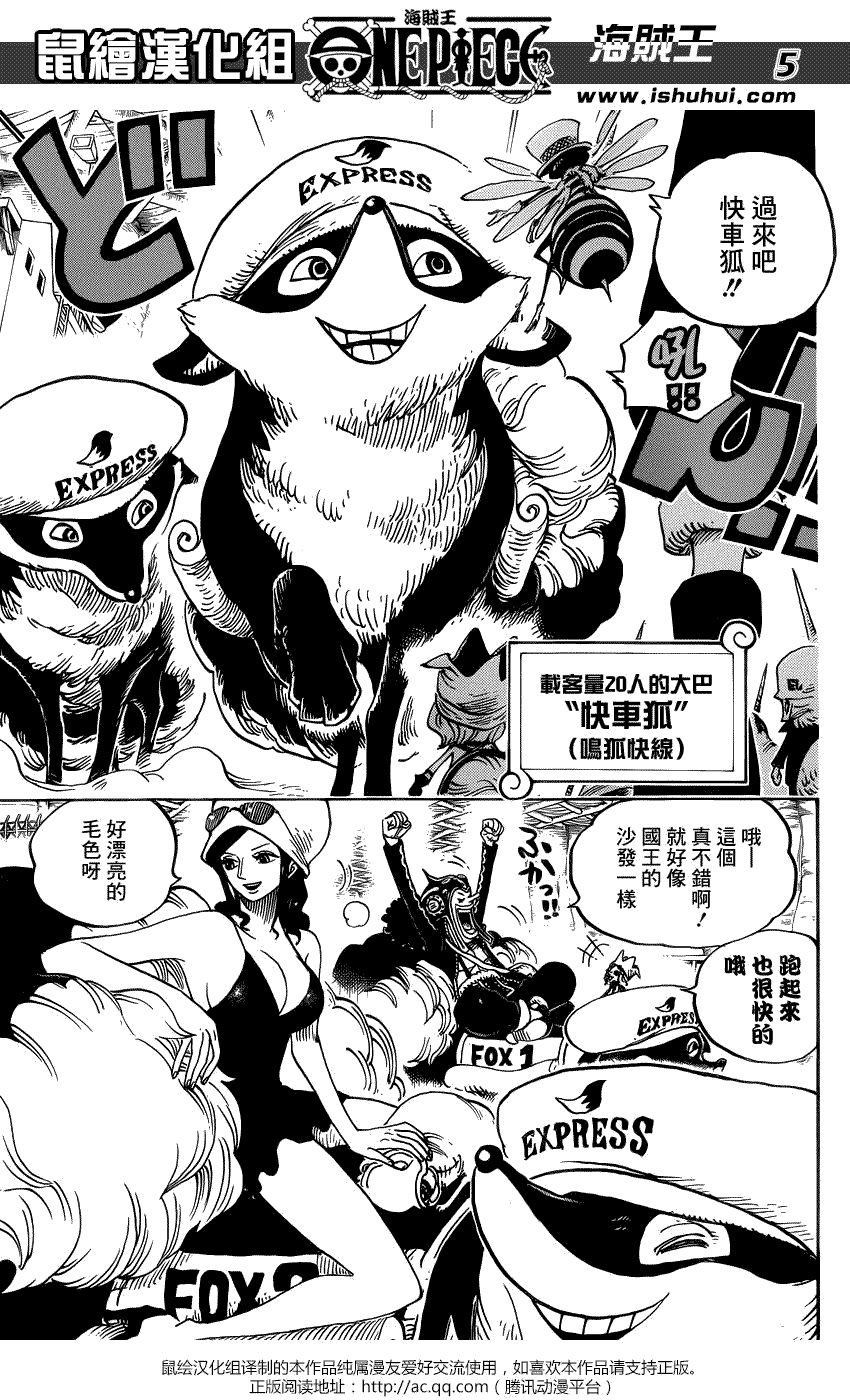 鼠繪漢化組
海賊王
ONE PIECE
海賊王
5
www.ishuhui.com
過來吧
快車狐!!
吼!!
ど
ん
!!
EXPRESS
EXPRESS
EL
載客量20人的大巴
“快車狐”
(鳴狐快線)
哦—
這個
真不錯啊!
就好像
國王的
沙發一樣
ふかっ!!
好漂亮的
毛色呀
跑起來
也很快的
哦
EXPRESS
FOX 1
EXPRESS
FOX 2
鼠绘汉化组译制的本作品纯属漫友爱好交流使用，如喜欢本作品请支持正版。
正版阅读地址：http://ac.qq.com（腾讯动漫平台）